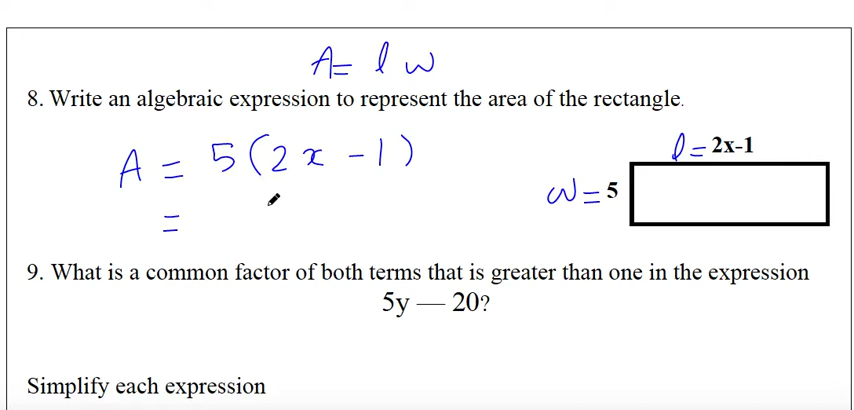 A = l w
8. Write an algebraic expression to represent the area of the rectangle.
l = 2x-1
A = 5 (2x - 1)
w = 5
=
9. What is a common factor of both terms that is greater than one in the expression
5y — 20?
Simplify each expression